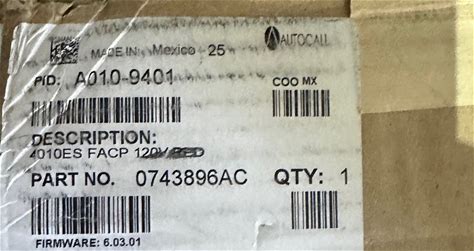 MADE IN: Mexico 25
AUTOCALL
PID: A010-9401
COO MX
DESCRIPTION:
4010ES FACP 120V RED
PART NO. 0743896AC QTY: 1
FIRMWARE: 6.03.01